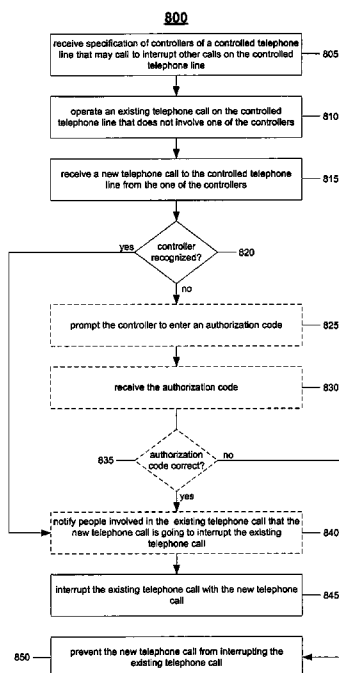 800
receive specification of controllers of a controlled telephone
line that may call to interrupt other calls on the controlled
telephone line
805
operate an existing telephone call on the controlled
telephone line that does not involve one of the controllers
810
receive a new telephone call to the controlled telephone
line from the one of the controllers
815
controller
recognized?
820
yes
no
prompt the controller to enter an authorization code
825
receive the authorization code
830
835
authorization
code correct?
no
yes
notify people involved in the existing telephone call that the
new telephone call is going to interrupt the existing
telephone call
840
interrupt the existing telephone call with the new telephone
call
845
850
prevent the new telephone call from interrupting the
existing telephone call